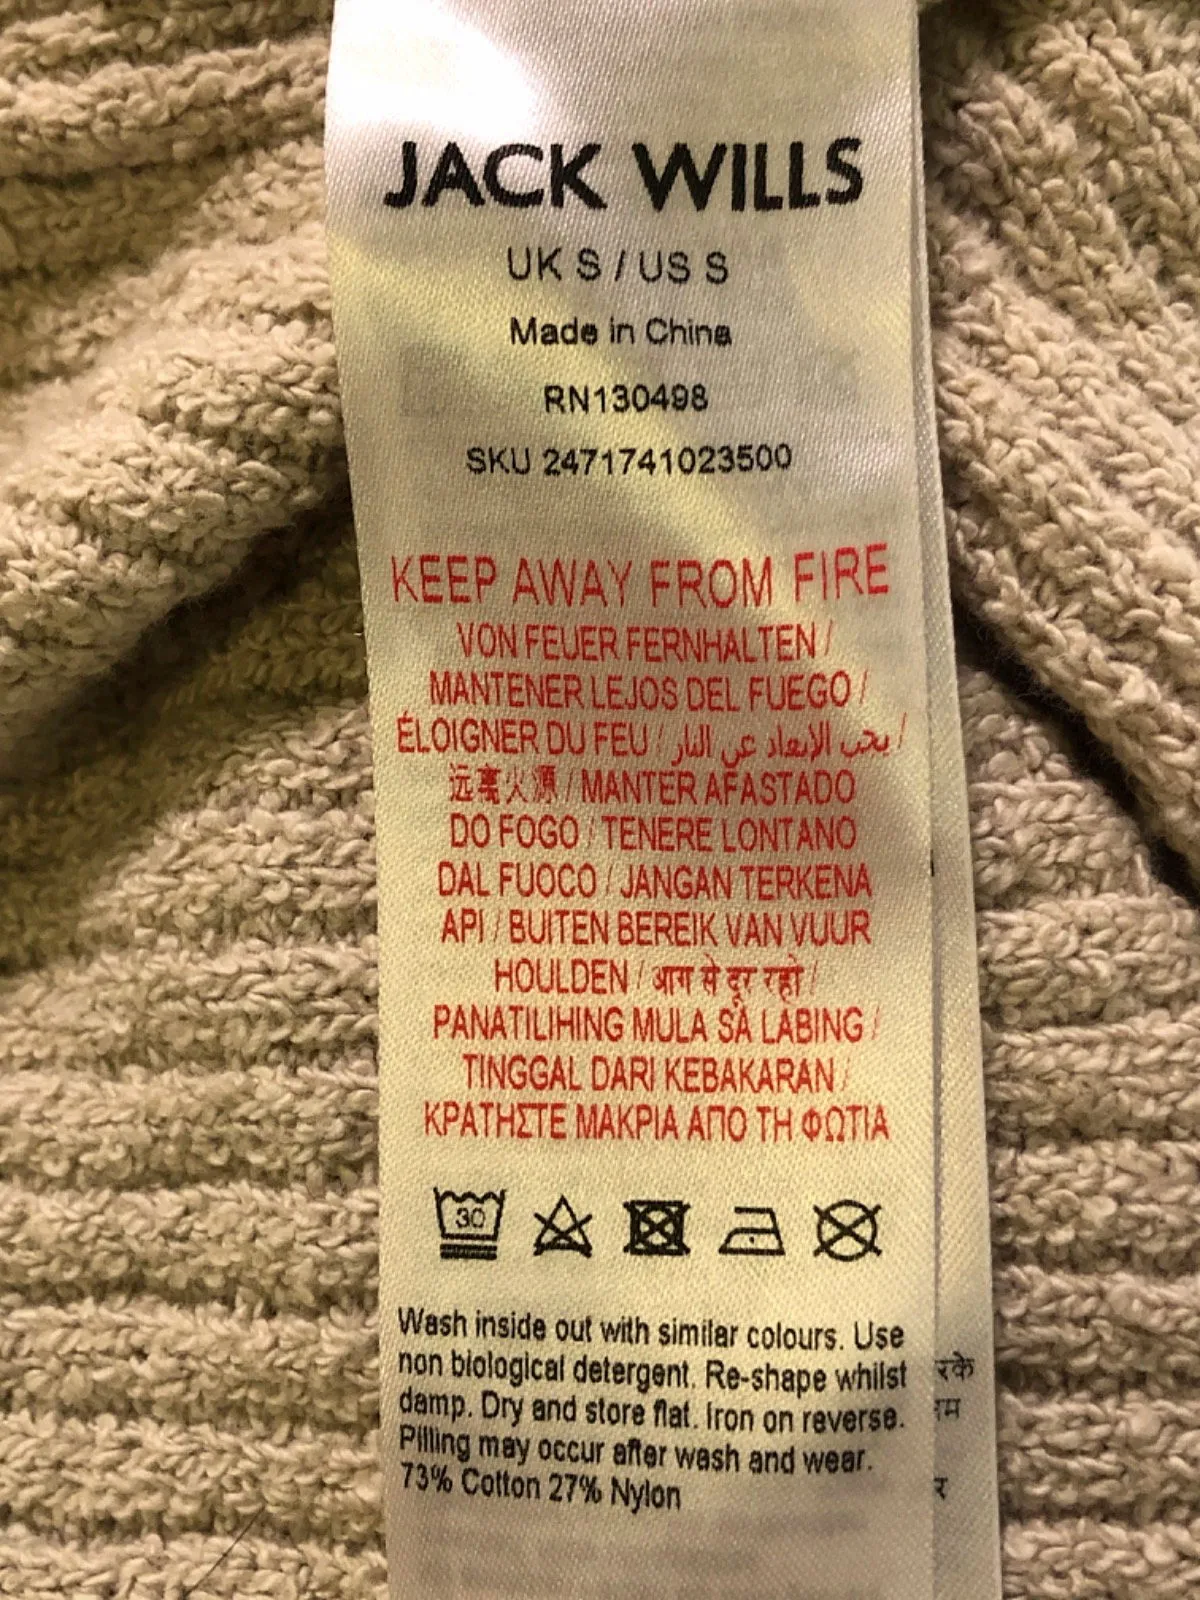 JACK WILLS
UK S / US S
Made in China
RN130498
SKU 2471741023500
KEEP AWAY FROM FIRE
VON FEUER FERNHALTEN /
MANTENER LEJOS DEL FUEGO /
ÉLOIGNER DU FEU / يجب الإبعاد عن النار /
远离火源 / MANTER AFASTADO
DO FOGO / TENERE LONTANO
DAL FUOCO / JANGAN TERKENA
API / BUITEN BEREIK VAN VUUR
HOULDEN / आग से दूर रहो /
PANATILIHING MULA SA LABING /
TINGGAL DARI KEBAKARAN /
ΚΡΑΤΗΣΤΕ ΜΑΚΡΙΑ ΑΠΟ ΤΗ ΦΩΤΙΑ
30
Wash inside out with similar colours. Use
non biological detergent. Re-shape whilst
damp. Dry and store flat. Iron on reverse.
Pilling may occur after wash and wear.
73% Cotton 27% Nylon